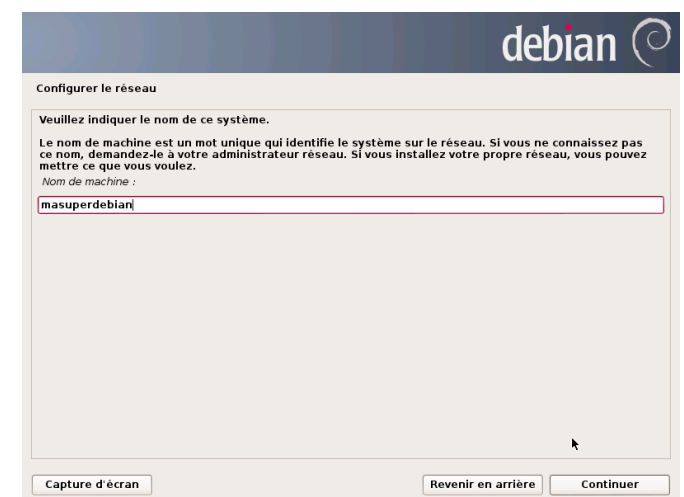 debian
Configurer le réseau
Veuillez indiquer le nom de ce système.
Le nom de machine est un mot unique qui identifie le système sur le réseau. Si vous ne connaissez pas
ce nom, demandez-le à votre administrateur réseau. Si vous installez votre propre réseau, vous pouvez
mettre ce que vous voulez.
Nom de machine :
masuperdebian
Capture d'écran
Revenir en arrière
Continuer